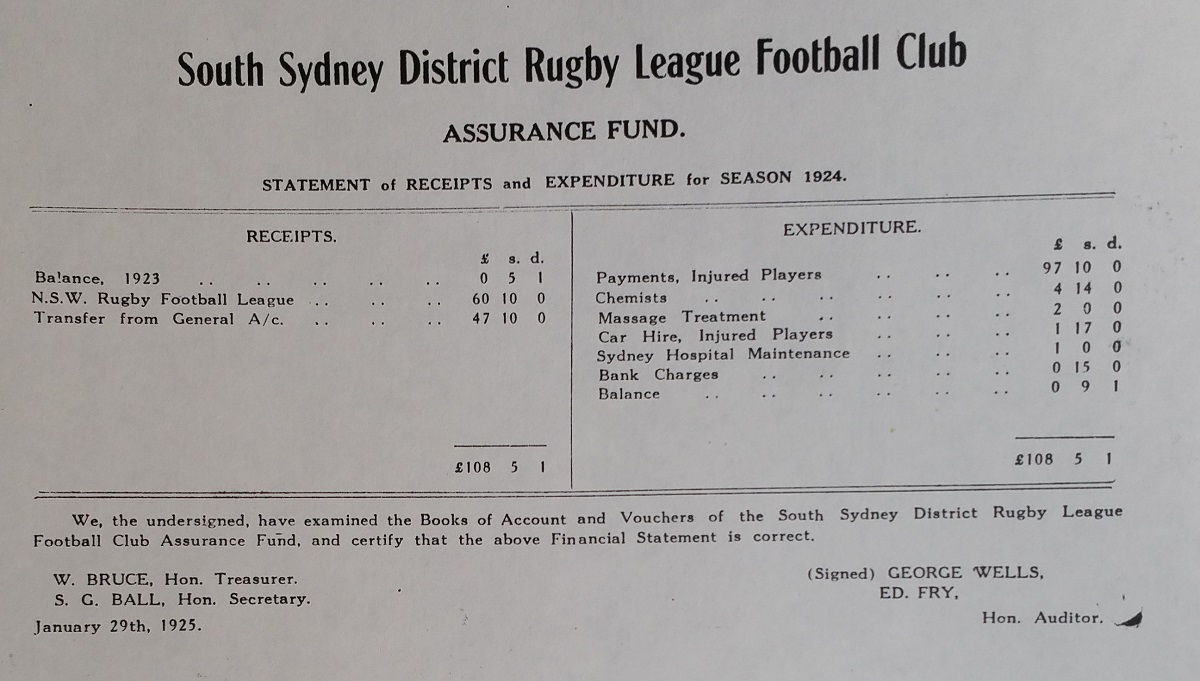 South Sydney District Rugby League Football Club
ASSURANCE FUND.
STATEMENT of RECEIPTS and EXPENDITURE for SEASON 1924.
RECEIPTS.
£ s. d.
Balance, 1923 .. .. .. .. .. 0 5 1
N.S.W. Rugby Football League .. .. .. 60 10 0
Transfer from General A/c. .. .. .. 47 10 0
£108 5 1
EXPENDITURE.
£ s. d.
Payments, Injured Players .. .. .. 97 10 0
Chemists .. .. .. .. .. .. 4 14 0
Massage Treatment .. .. .. .. 2 0 0
Car Hire, Injured Players .. .. .. 1 17 0
Sydney Hospital Maintenance .. .. .. 1 0 0
Bank Charges .. .. .. .. .. 0 15 0
Balance .. .. .. .. .. .. 0 9 1
£108 5 1
We, the undersigned, have examined the Books of Account and Vouchers of the South Sydney District Rugby League
Football Club Assurance Fund, and certify that the above Financial Statement is correct.
W. BRUCE, Hon. Treasurer.
S. G. BALL, Hon. Secretary.
January 29th, 1925.
(Signed) GEORGE WELLS,
ED. FRY,
Hon. Auditor.